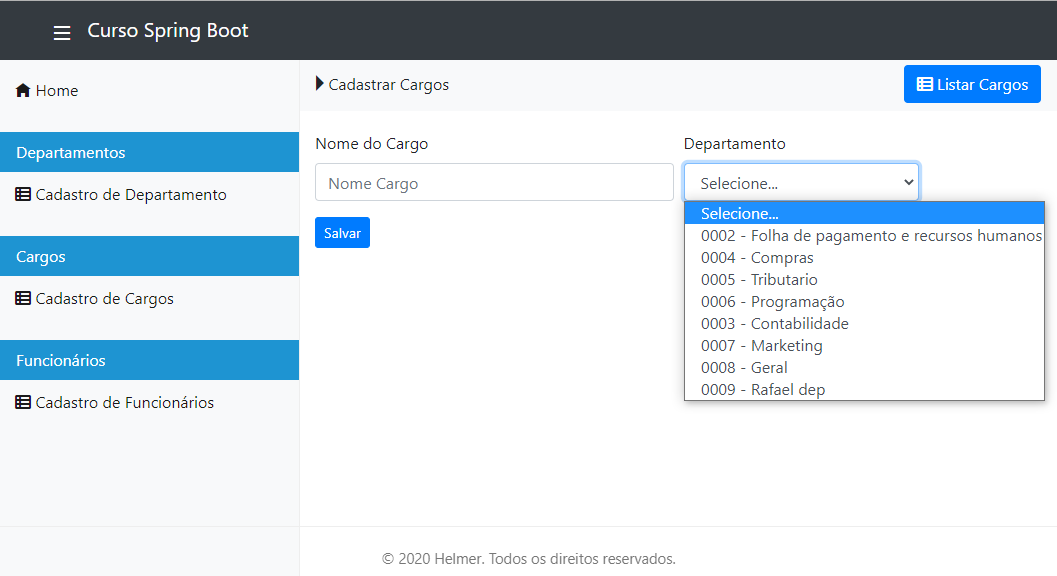 Curso Spring Boot
Home
Departamentos
Cadastro de Departamento
Cargos
Cadastro de Cargos
Funcionários
Cadastro de Funcionários
Cadastrar Cargos
Listar Cargos
Nome do Cargo
Nome Cargo
Salvar
Departamento
Selecione...
Selecione...
0002 - Folha de pagamento e recursos humanos
0004 - Compras
0005 - Tributario
0006 - Programação
0003 - Contabilidade
0007 - Marketing
0008 - Geral
0009 - Rafael dep
© 2020 Helmer. Todos os direitos reservados.